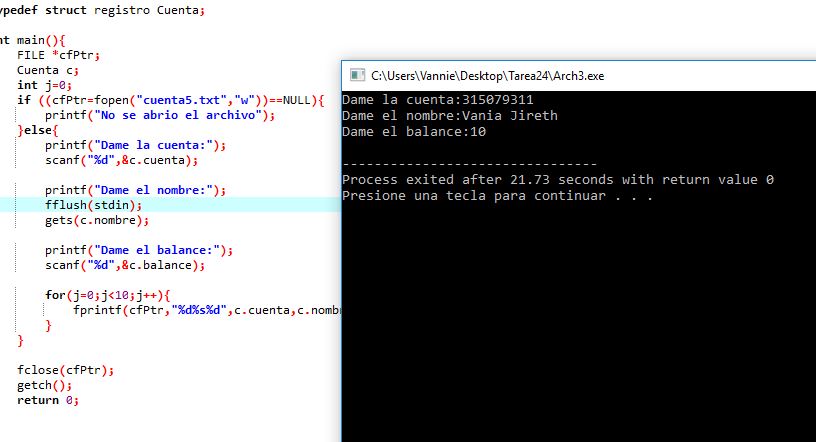 ypedef struct registro Cuenta;
nt main(){
FILE *cfPtr;
Cuenta c;
int j=0;
if ((cfPtr=fopen("cuenta5.txt","w"))==NULL){
printf("No se abrio el archivo");
}else{
printf("Dame la cuenta:");
scanf("%d",&c.cuenta);
printf("Dame el nombre:");
fflush(stdin);
gets(c.nombre);
printf("Dame el balance:");
scanf("%d",&c.balance);
for(j=0;j<10;j++){
fprintf(cfPtr,"%d%s%d",c.cuenta,c.nomb
}
}
fclose(cfPtr);
getch();
return 0;
C:\Users\Vannie\Desktop\Tarea24\Arch3.exe
Dame la cuenta:315079311
Dame el nombre:Vania Jireth
Dame el balance:10
--------------------------------
Process exited after 21.73 seconds with return value 0
Presione una tecla para continuar . . .